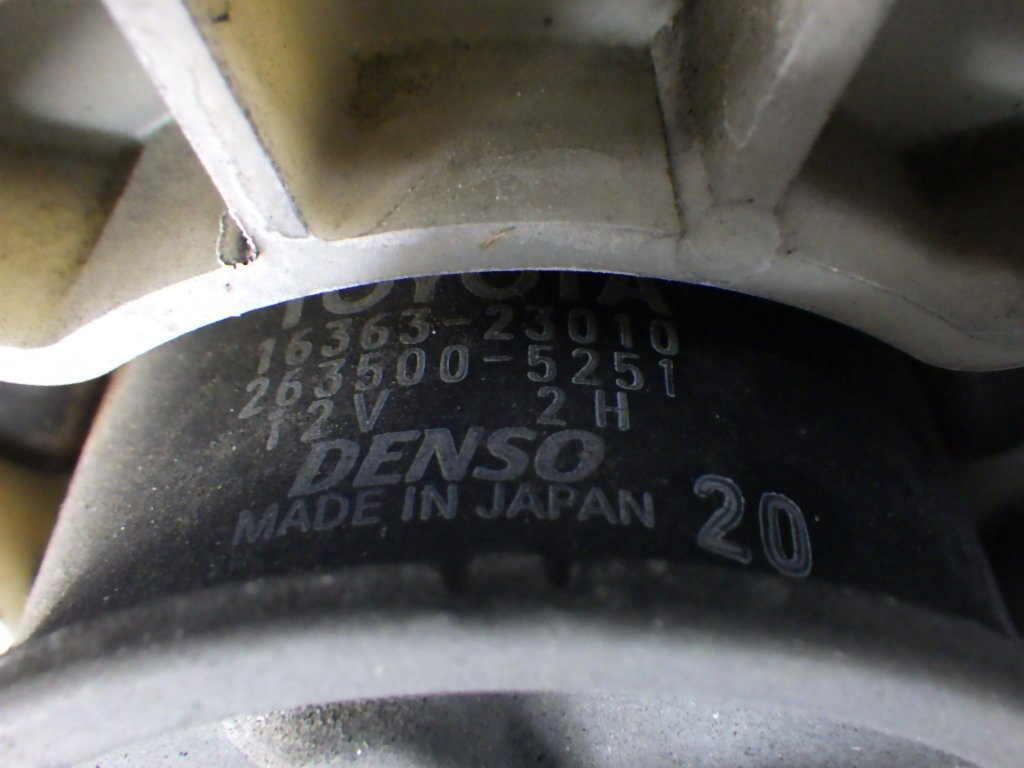 TOYOTA
16363-23010
263500-5251
12V 2H
DENSO
MADE IN JAPAN
20